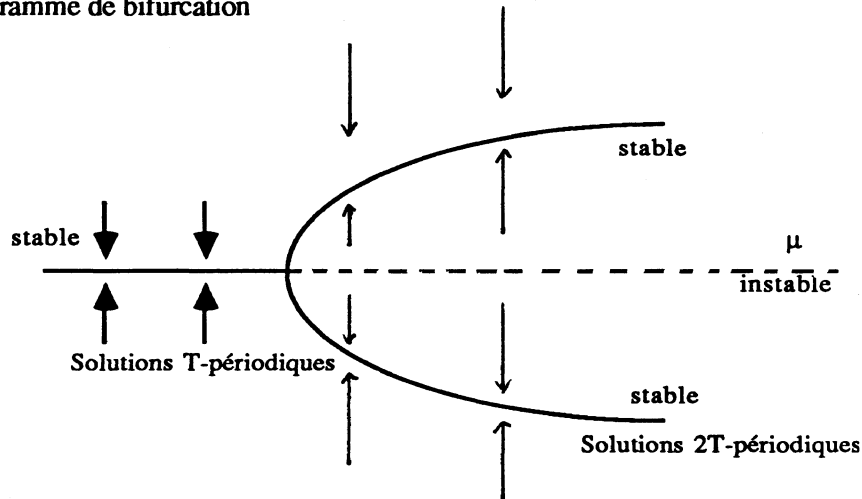 ramme de bifurcation
stable
stable
μ
instable
Solutions T-périodiques
stable
Solutions 2T-périodiques